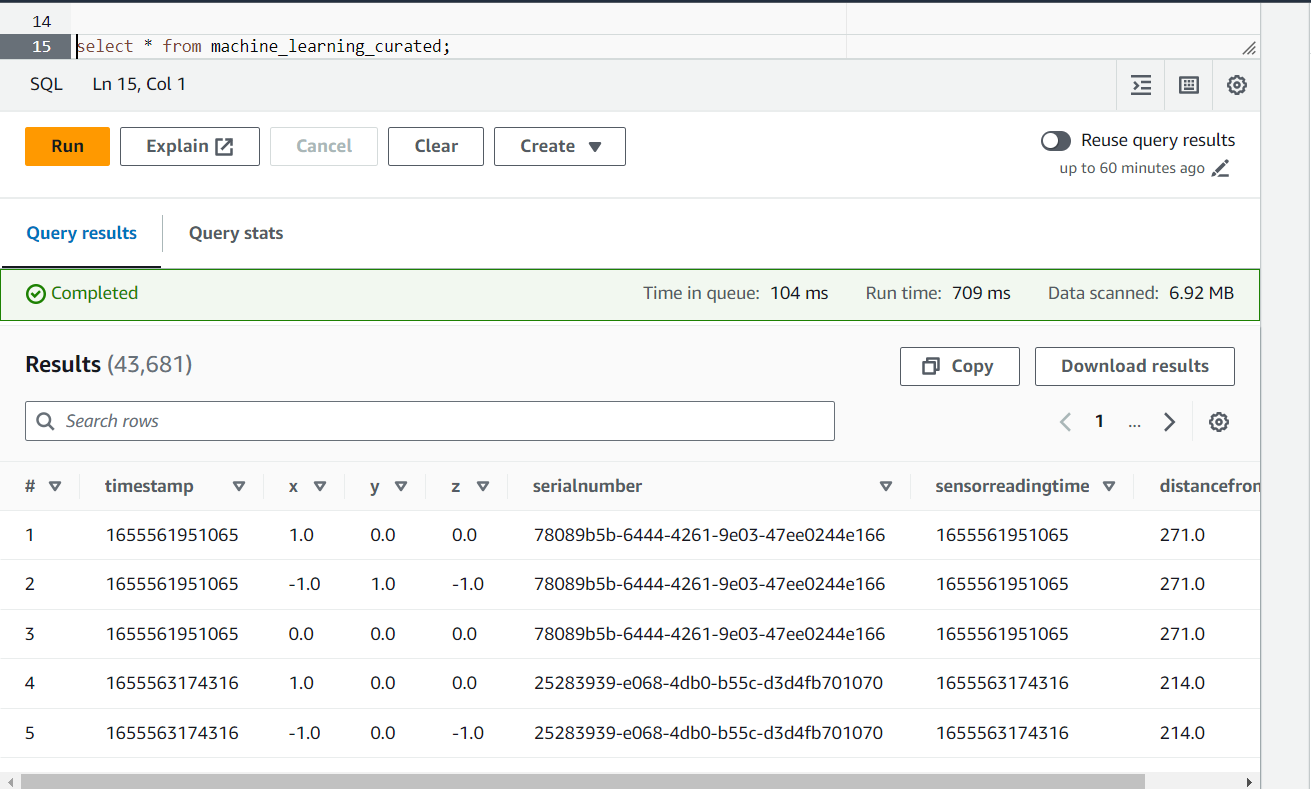 14
15 select * from machine_learning_curated;
SQL Ln 15, Col 1
Run Explain Cancel Clear Create Reuse query results
up to 60 minutes ago
Query results Query stats
Completed Time in queue: 104 ms Run time: 709 ms Data scanned: 6.92 MB
Results (43,681) Copy Download results
Search rows 1 ...
# timestamp x y z serialnumber sensorreadingtime distancefrom
1 1655561951065 1.0 0.0 0.0 78089b5b-6444-4261-9e03-47ee0244e166 1655561951065 271.0
2 1655561951065 -1.0 1.0 -1.0 78089b5b-6444-4261-9e03-47ee0244e166 1655561951065 271.0
3 1655561951065 0.0 0.0 0.0 78089b5b-6444-4261-9e03-47ee0244e166 1655561951065 271.0
4 1655563174316 1.0 0.0 0.0 25283939-e068-4db0-b55c-d3d4fb701070 1655563174316 214.0
5 1655563174316 -1.0 0.0 -1.0 25283939-e068-4db0-b55c-d3d4fb701070 1655563174316 214.0